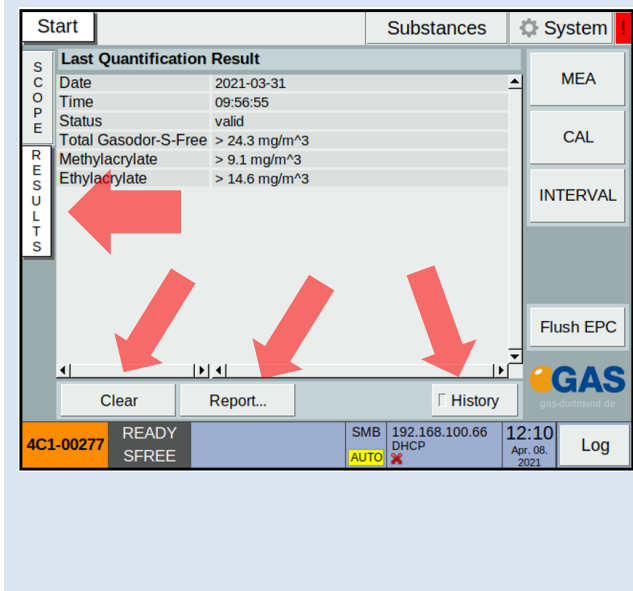 Start Substances System !
SCOPE
RESULTS
Last Quantification Result
Date 2021-03-31
Time 09:56:55
Status valid
Total Gasodor-S-Free > 24.3 mg/m^3
Methylacrylate > 9.1 mg/m^3
Ethylacrylate > 14.6 mg/m^3
MEA
CAL
INTERVAL
Flush EPC
GAS
gas-dortmund.de
Clear Report... History
4C1-00277
READY
SFREE
SMB
AUTO
192.168.100.66
DHCP
12:10
Apr. 08.
2021
Log